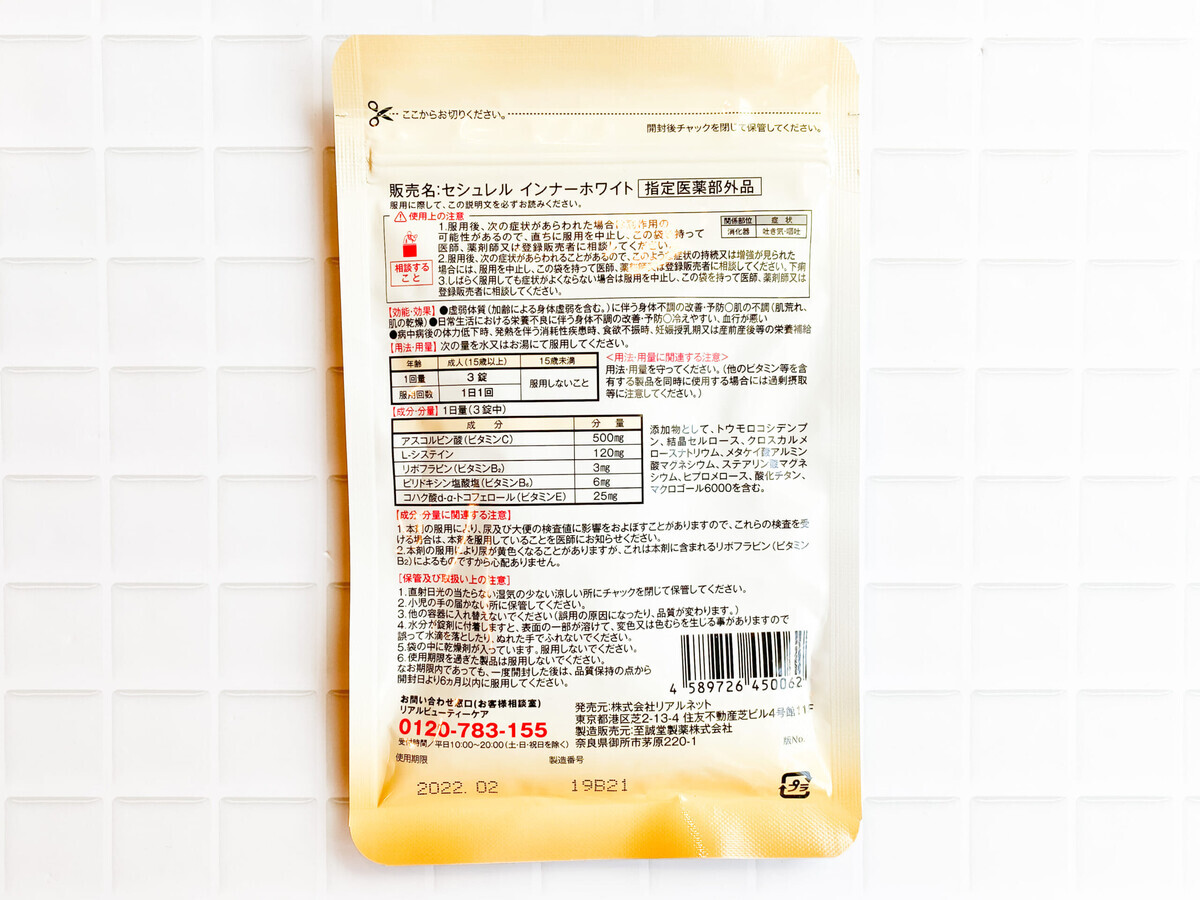 ここからお切りください。
開封後チャックを閉じて保管してください。
販売名:セシュレル インナーホワイト 指定医薬部外品
服用に際して、この説明文を必ずお読みください。
使用上の注意
相談する
こと
1.服用後、次の症状があらわれた場合は副作用の
可能性があるので、直ちに服用を中止し、この袋を持って
医師、薬剤師又は登録販売者に相談してください。
関係部位 症 状
消化器 吐き気・嘔吐
2.服用後、次の症状があらわれることがあるので、このような症状の持続又は増強が見られた
場合には、服用を中止し、この袋を持って医師、薬剤師又は登録販売者に相談してください。下痢
3.しばらく服用しても症状がよくならない場合は服用を中止し、この袋を持って医師、薬剤師又は
登録販売者に相談してください。
【効能・効果】●虚弱体質(加齢による身体虚弱を含む。)に伴う身体不調の改善・予防○肌の不調(肌荒れ、
肌の乾燥)●日常生活における栄養不良に伴う身体不調の改善・予防○冷えやすい、血行が悪い
●病中病後の体力低下時、発熱を伴う消耗性疾患時、食欲不振時、妊娠授乳期又は産前産後等の栄養補給
【用法・用量】次の量を水又はお湯にて服用してください。
年齢 成人(15歳以上) 15歳未満
1回量 3錠 服用しないこと
服用回数 1日1回
<用法・用量に関連する注意>
用法・用量を守ってください。(他のビタミン等を含
有する製品を同時に使用する場合には過剰摂取
等に注意してください。)
【成分・分量】1日量(3錠中)
成 分 分 量
アスコルビン酸(ビタミンC) 500mg
L-システイン 120mg
リボフラビン(ビタミンB₂) 3mg
ピリドキシン塩酸塩(ビタミンB₆) 6mg
コハク酸d-α-トコフェロール(ビタミンE) 25mg
添加物として、トウモロコシデンプ
ン、結晶セルロース、クロスカルメ
ロースナトリウム、メタケイ酸アルミン
酸マグネシウム、ステアリン酸マグネ
シウム、ヒプロメロース、酸化チタン、
マクロゴール6000を含む。
【成分・分量に関連する注意】
1.本剤の服用により、尿及び大便の検査値に影響をおよぼすことがありますので、これらの検査を受
ける場合は、本剤を服用していることを医師にお知らせください。
2.本剤の服用により尿が黄色くなることがありますが、これは本剤に含まれるリボフラビン(ビタミン
B₂)によるものですから心配ありません。
【保管及び取扱い上の注意】
1.直射日光の当たらない湿気の少ない涼しい所にチャックを閉じて保管してください。
2.小児の手の届かない所に保管してください。
3.他の容器に入れ替えないでください(誤用の原因になったり、品質が変わります。)
4.水分が錠剤に付着しますと、表面の一部が溶けて、変色又は色むらを生じる事がありますので
誤って水滴を落としたり、ぬれた手でふれないでください。
5.袋の中に乾燥剤が入っています。服用しないでください。
6.使用期限を過ぎた製品は服用しないでください。
なお期限内であっても、一度開封した後は、品質保持の点から
開封日より6ヵ月以内に服用してください。
4 589726 450062
お問い合わせ窓口(お客様相談室)
リアルビューティーケア
0120-783-155
受付時間/平日10:00〜20:00(土・日・祝日を除く)
発売元:株式会社リアルネット
東京都港区芝2-13-4 住友不動産芝ビル4号館11F
製造販売元:至誠堂製薬株式会社
奈良県御所市茅原220-1
版No.
使用期限 製造番号
2022.02 19B21
プラ